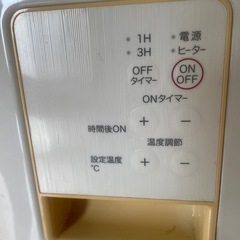 1H 電源
3H ヒーター
OFF タイマー ON OFF
ONタイマー
時間後ON + −
温度調節
設定温度 ℃ + −